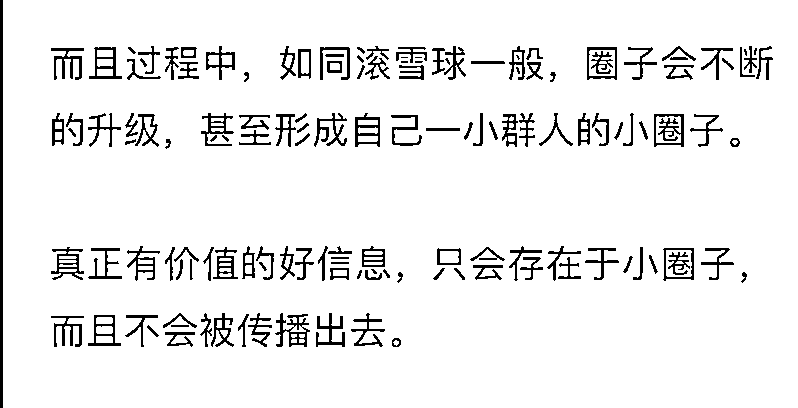 而且过程中，如同滚雪球一般，圈子会不断
的升级，甚至形成自己一小群人的小圈子。
真正有价值的好信息，只会存在于小圈子，
而且不会被传播出去。